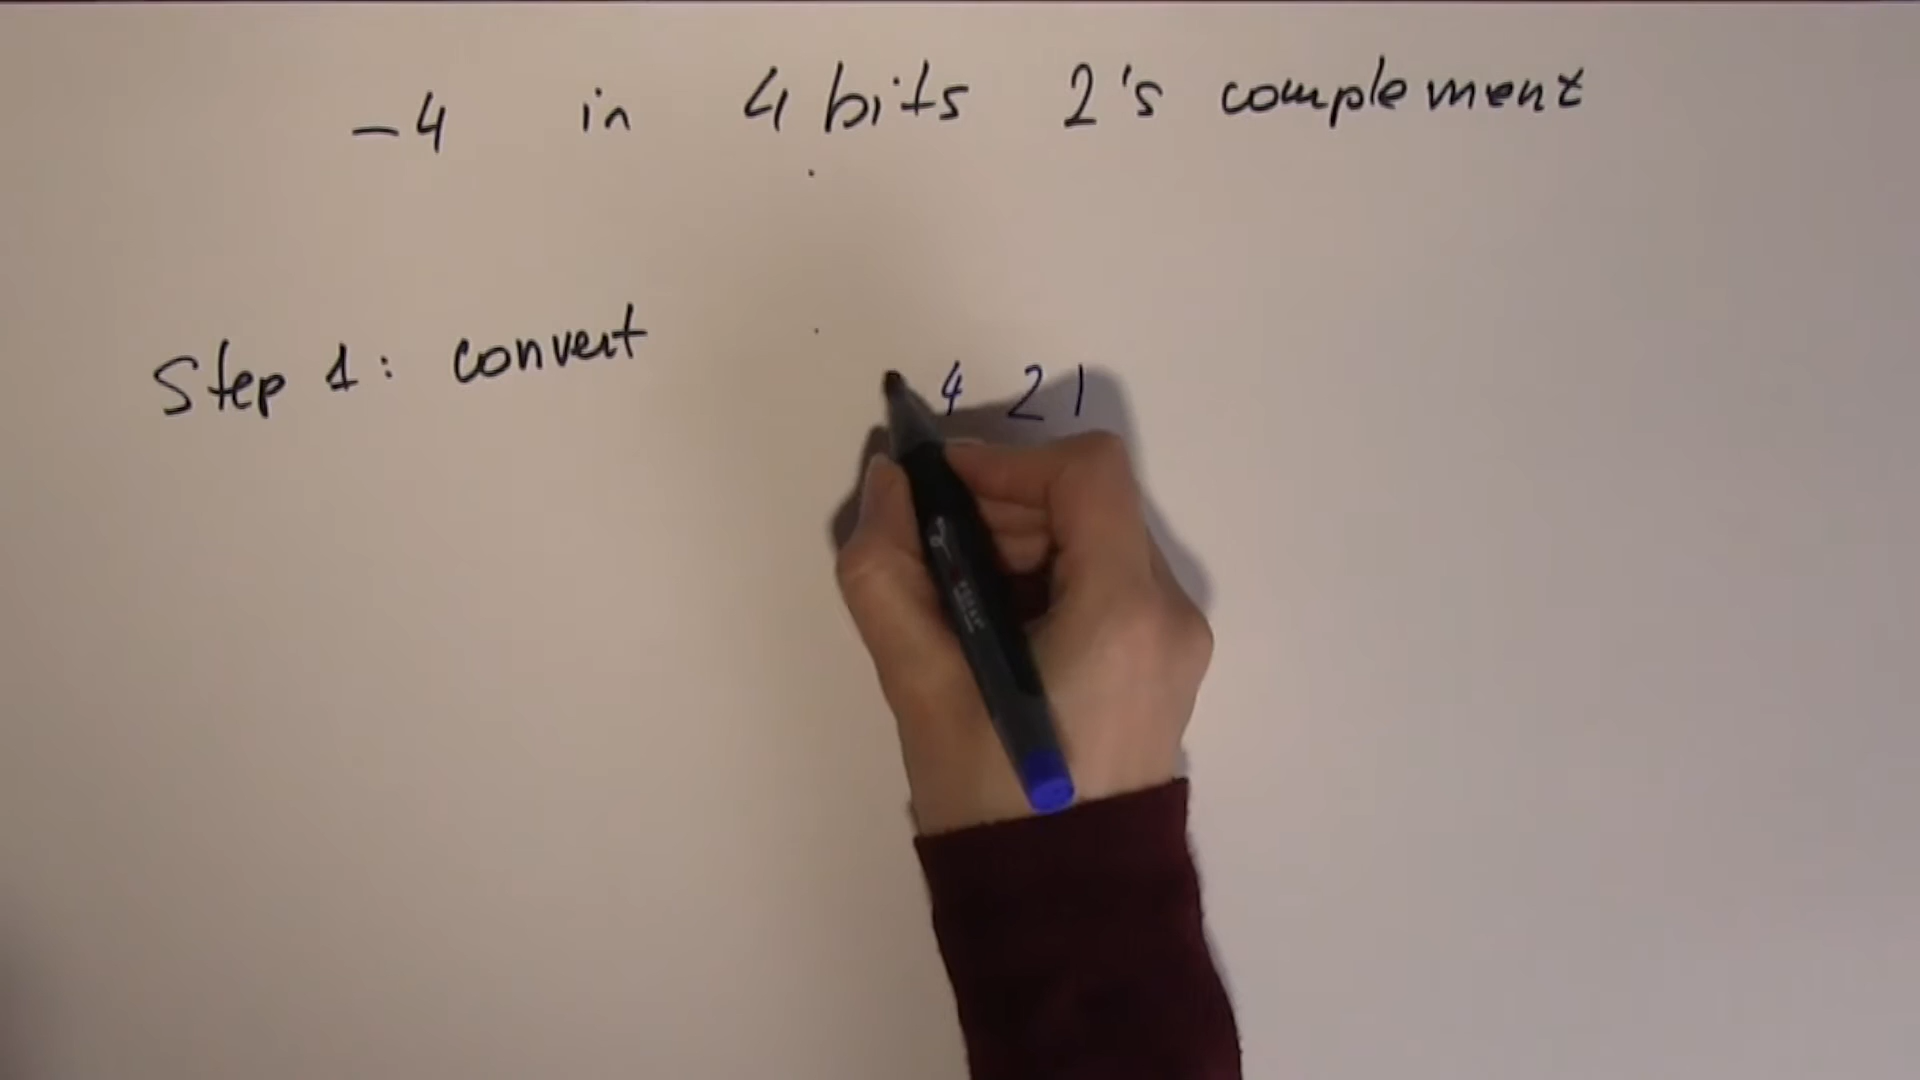 -4 in 4 bits 2's complement
Step 1: convert
4 2 1